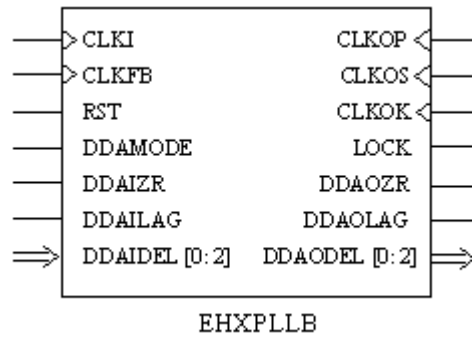 CLKI CLKOP
CLKFB CLKOS
RST CLKOK
DDAMODE LOCK
DDAIZR DDAOZR
DDAILAG DDAOLAG
DDAIDEL [0:2] DDAODEL [0:2]
EHXPLLB